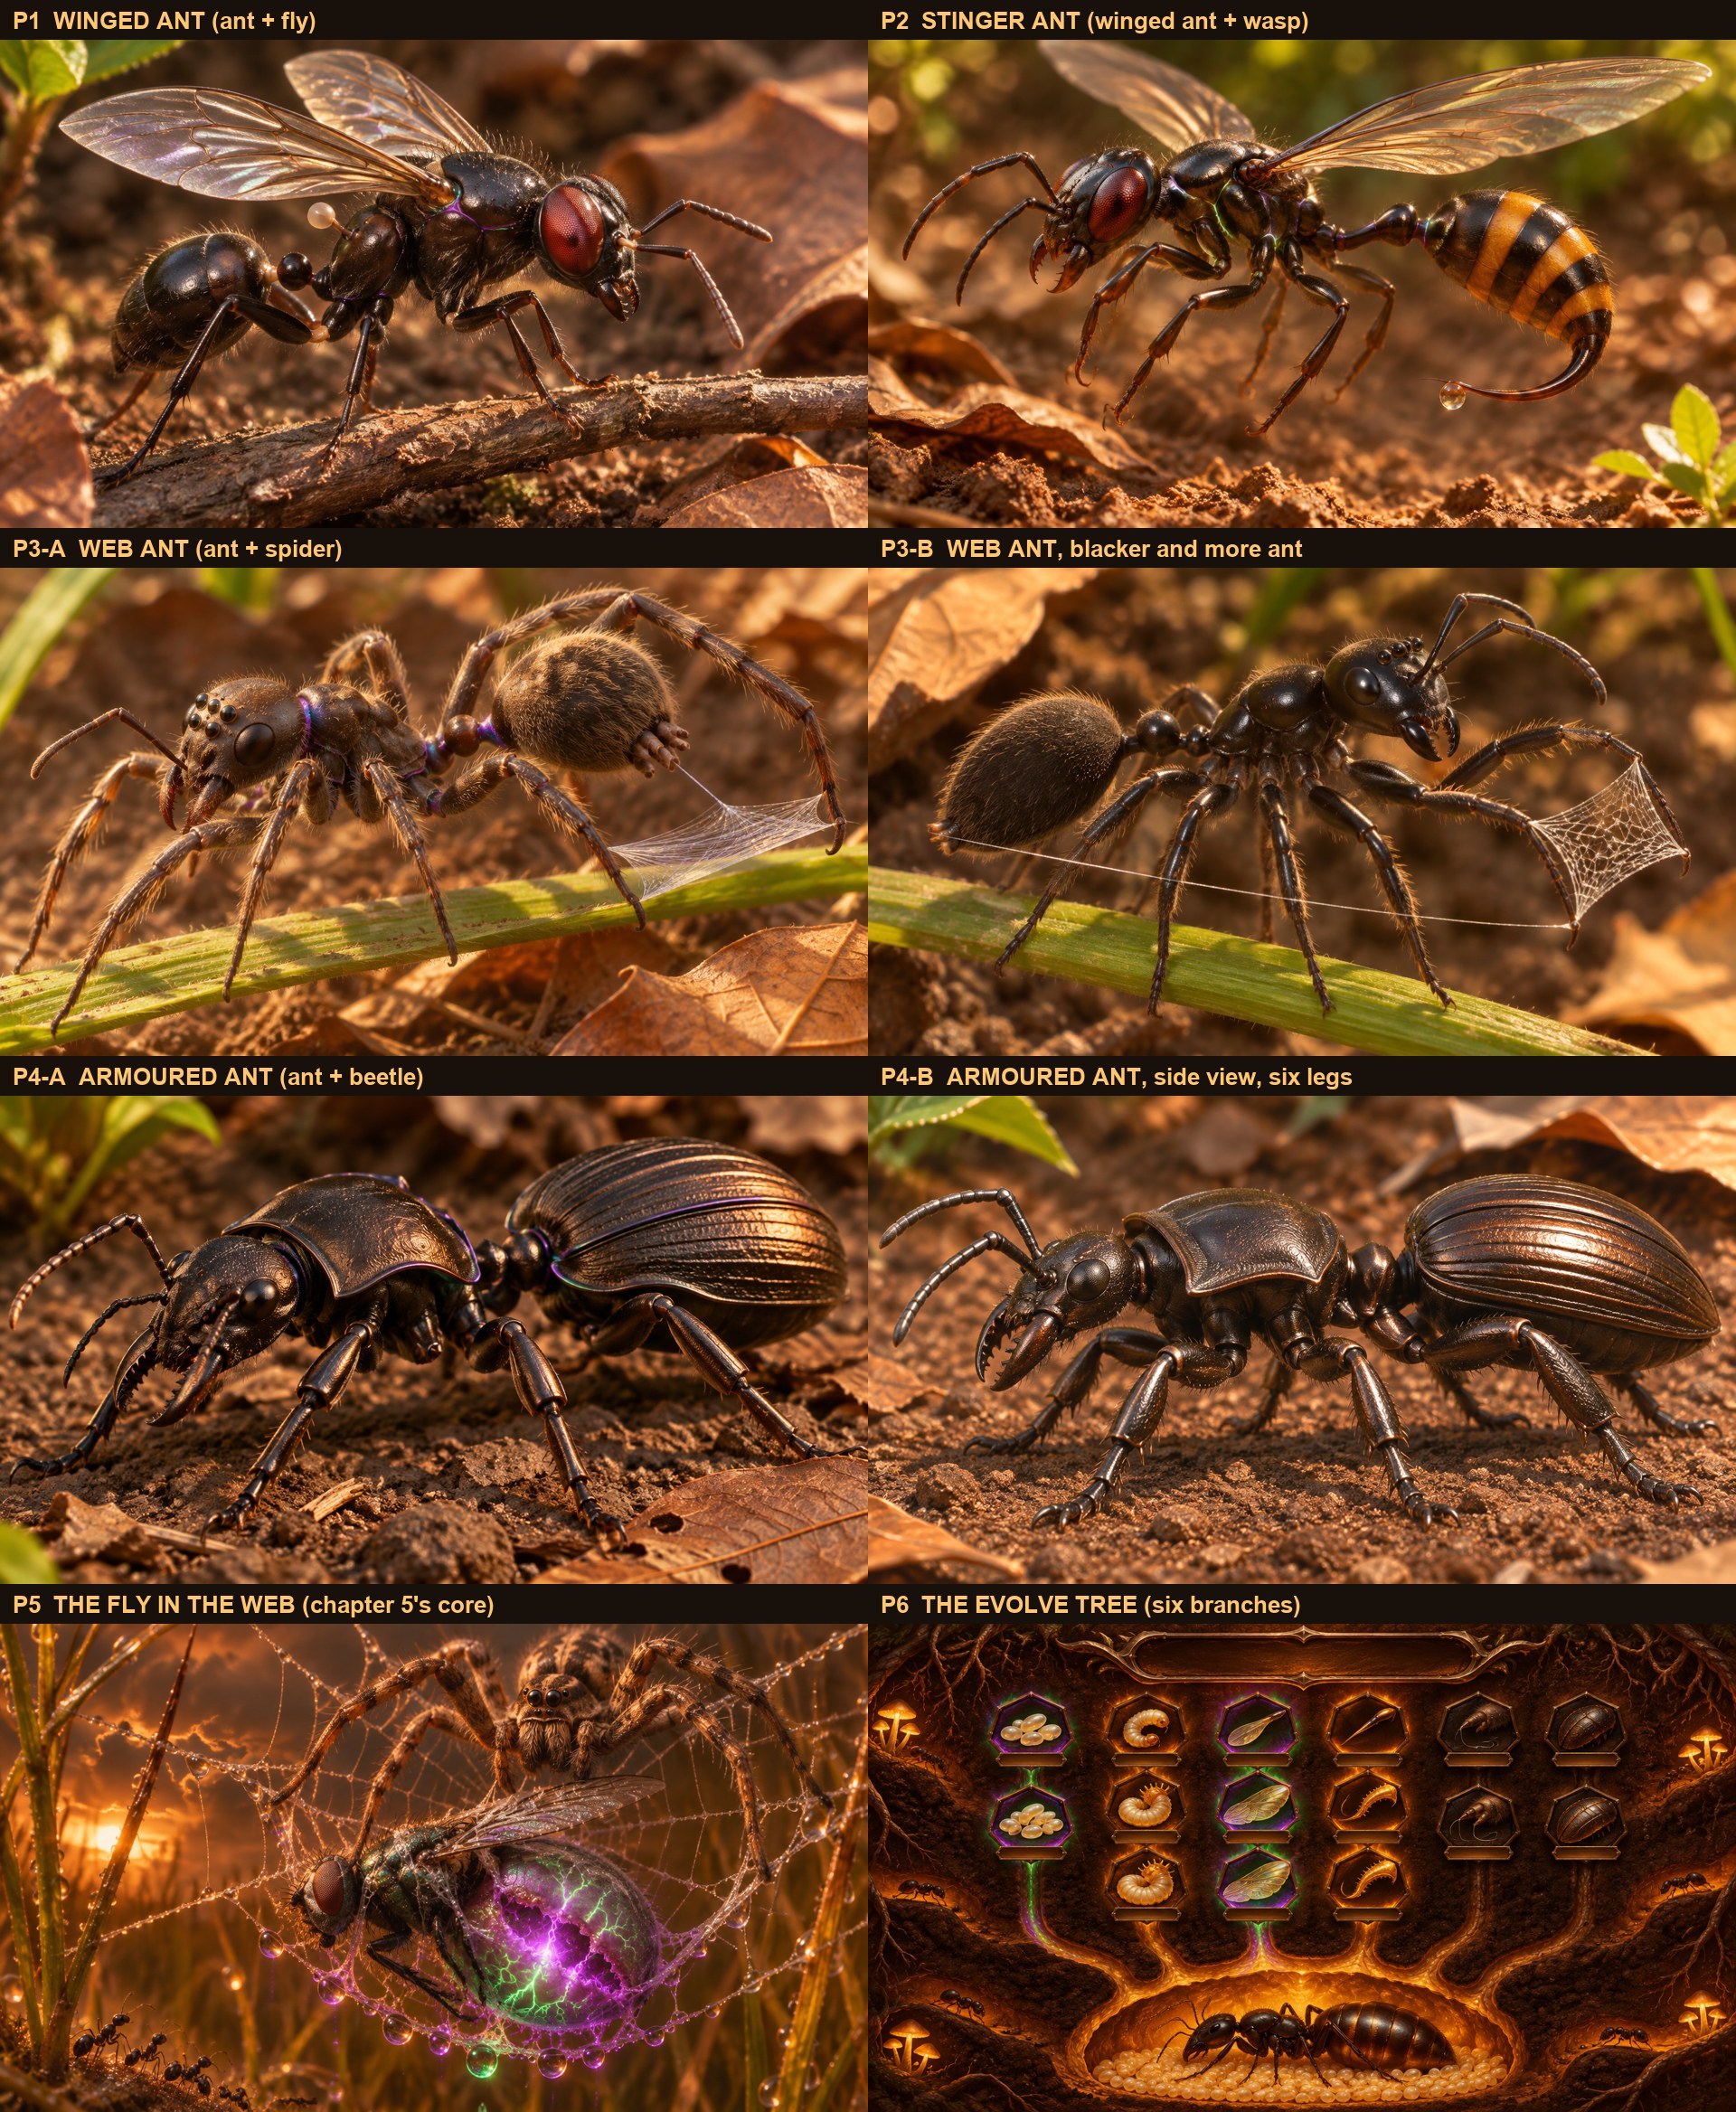 P1 WINGED ANT (ant + fly)
P2 STINGER ANT (winged ant + wasp)
P3-A WEB ANT (ant + spider)
P3-B WEB ANT, blacker and more ant
P4-A ARMOURED ANT (ant + beetle)
P4-B ARMOURED ANT, side view, six legs
P5 THE FLY IN THE WEB (chapter 5's core)
P6 THE EVOLVE TREE (six branches)